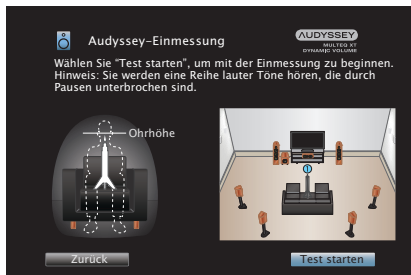 Audyssey-Einmessung
AUDYSSEY
MULTEQ XT
DYNAMIC VOLUME
Wählen Sie “Test starten”, um mit der Einmessung zu beginnen.
Hinweis: Sie werden eine Reihe lauter Töne hören, die durch
Pausen unterbrochen sind.
Ohrhöhe
Zurück
Test starten